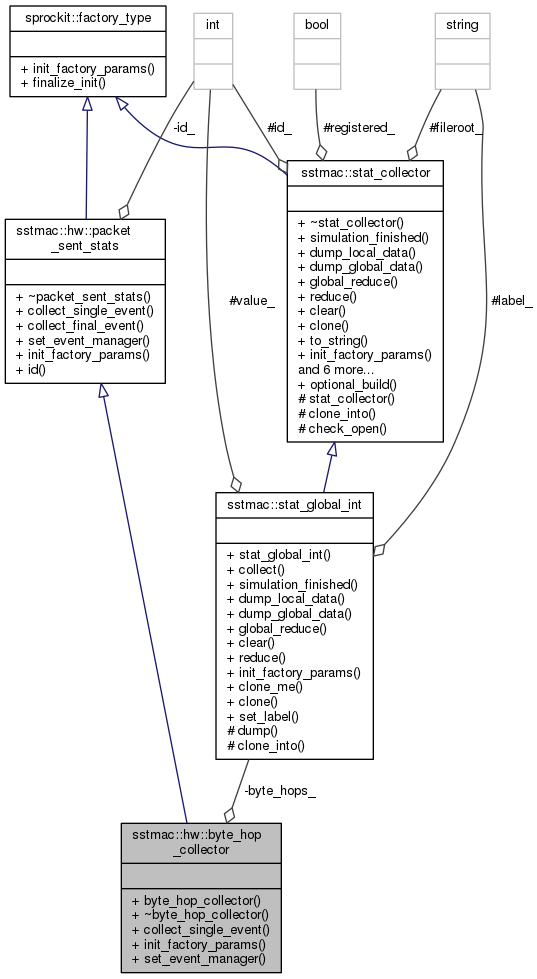 sprockit::factory_type
+ init_factory_params()
+ finalize_init()
int
bool
string
-id_
#id_
#registered_
#fileroot_
sstmac::stat_collector
+ ~stat_collector()
+ simulation_finished()
+ dump_local_data()
+ dump_global_data()
+ global_reduce()
+ reduce()
+ clear()
+ clone()
+ to_string()
+ init_factory_params()
and 6 more...
+ optional_build()
# stat_collector()
# clone_into()
# check_open()
sstmac::hw::packet
_sent_stats
+ ~packet_sent_stats()
+ collect_single_event()
+ collect_final_event()
+ set_event_manager()
+ init_factory_params()
+ id()
#value_
#label_
sstmac::stat_global_int
+ stat_global_int()
+ collect()
+ simulation_finished()
+ dump_local_data()
+ dump_global_data()
+ global_reduce()
+ clear()
+ reduce()
+ init_factory_params()
+ clone_me()
+ clone()
+ set_label()
# dump()
# clone_into()
-byte_hops_
sstmac::hw::byte_hop
_collector
+ byte_hop_collector()
+ ~byte_hop_collector()
+ collect_single_event()
+ init_factory_params()
+ set_event_manager()